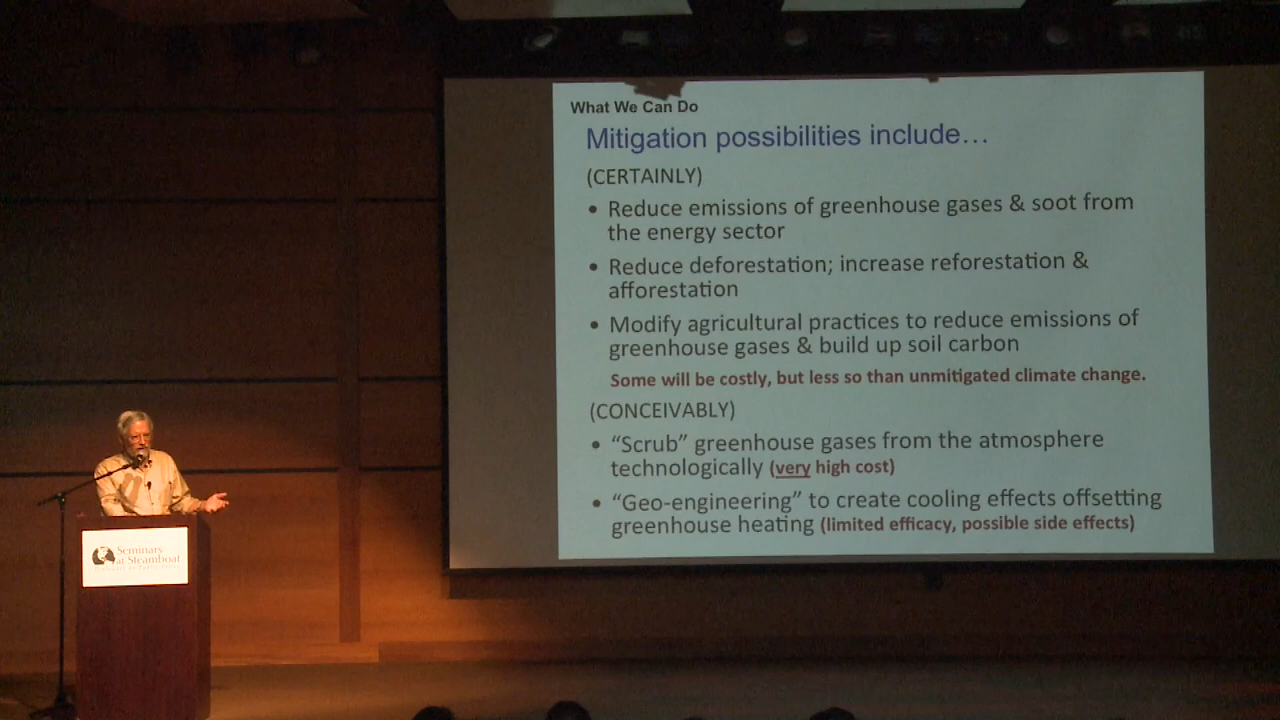 What We Can Do
Mitigation possibilities include…
(CERTAINLY)
• Reduce emissions of greenhouse gases & soot from
the energy sector
• Reduce deforestation; increase reforestation &
afforestation
• Modify agricultural practices to reduce emissions of
greenhouse gases & build up soil carbon
Some will be costly, but less so than unmitigated climate change.
(CONCEIVABLY)
• “Scrub” greenhouse gases from the atmosphere
technologically (very high cost)
• “Geo-engineering” to create cooling effects offsetting
greenhouse heating (limited efficacy, possible side effects)
Seminars
at Steamboat